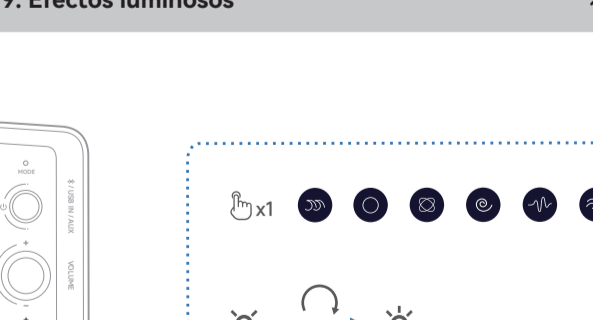 9. Efectos luminosos
MODE
USB IN / AUX
VOLUME
+
–
x1